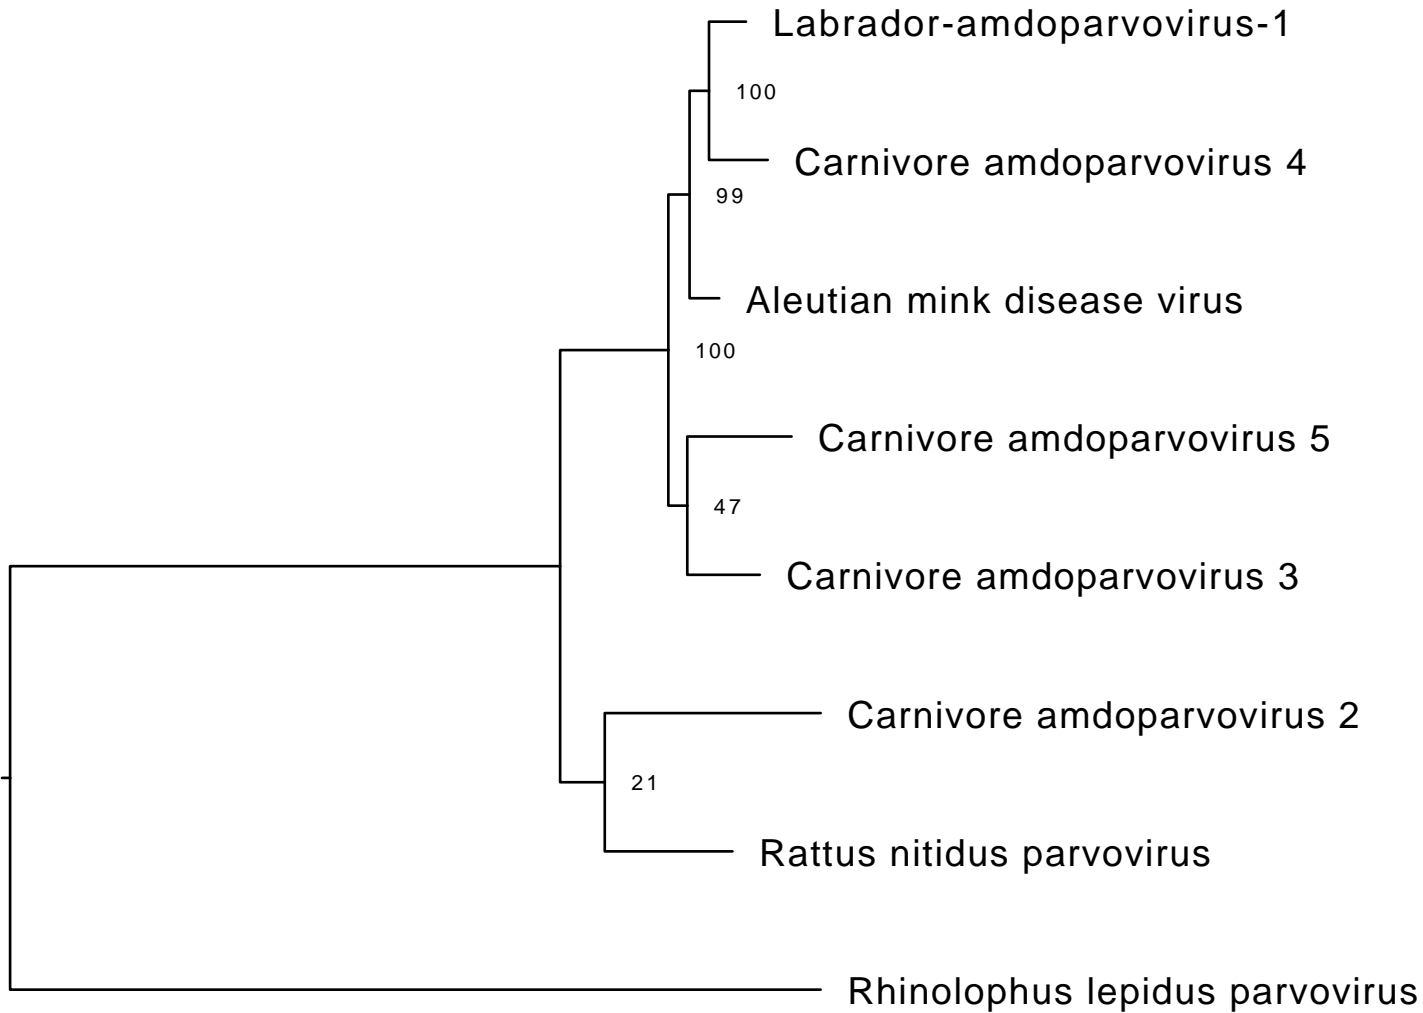 Labrador-amdoparvovirus-1
100
Carnivore amdoparvovirus 4
99
Aleutian mink disease virus
100
Carnivore amdoparvovirus 5
47
Carnivore amdoparvovirus 3
Carnivore amdoparvovirus 2
21
Rattus nitidus parvovirus
Rhinolophus lepidus parvovirus